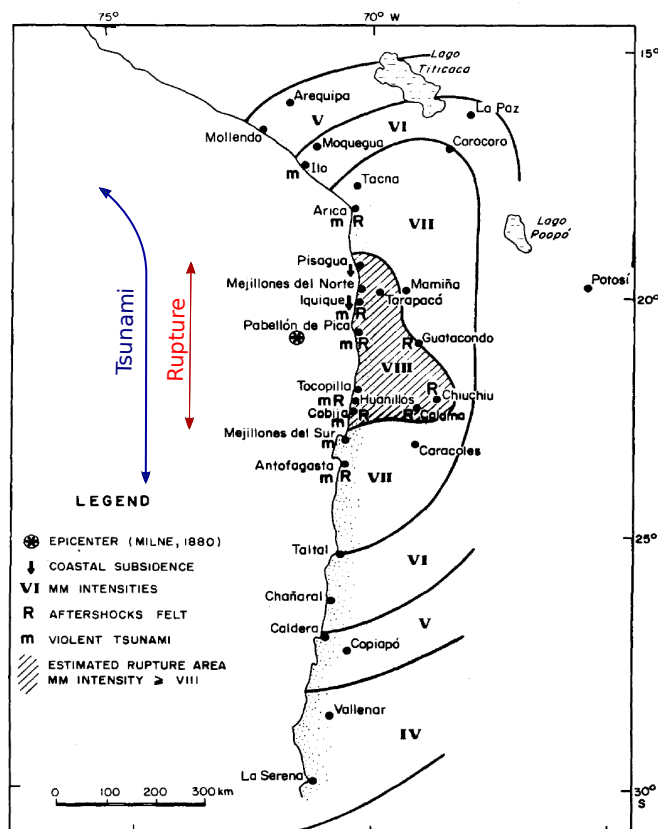 75°
70° W
15°
Lago
Titicaca
Arequipa
La Paz
V
VI
Mollendo
Moquegua
Corocoro
m Ilo
Tacna
Arica
m R
VII
Lago
Poopó
Pisagua
Mejillones del Norte
Mamiña
Potosí
Iquique
Tarapacá
20°
m R
Pabellón de Pica
m R
R Guatacondo
VIII
Tocopilla
R
m R Huanillos
Chiuchiu
Cobija
m R
R Calama
Mejillones del Sur
m
Caracoles
Antofagasta
m R
VII
Tsunami
Rupture
25°
Taltal
VI
Chañaral
Caldera
V
Copiapó
Vallenar
IV
La Serena
30°
S
LEGEND
EPICENTER (MILNE, 1880)
COASTAL SUBSIDENCE
VI MM INTENSITIES
R AFTERSHOCKS FELT
m VIOLENT TSUNAMI
ESTIMATED RUPTURE AREA
MM INTENSITY ≥ VIII
0 100 200 300 km